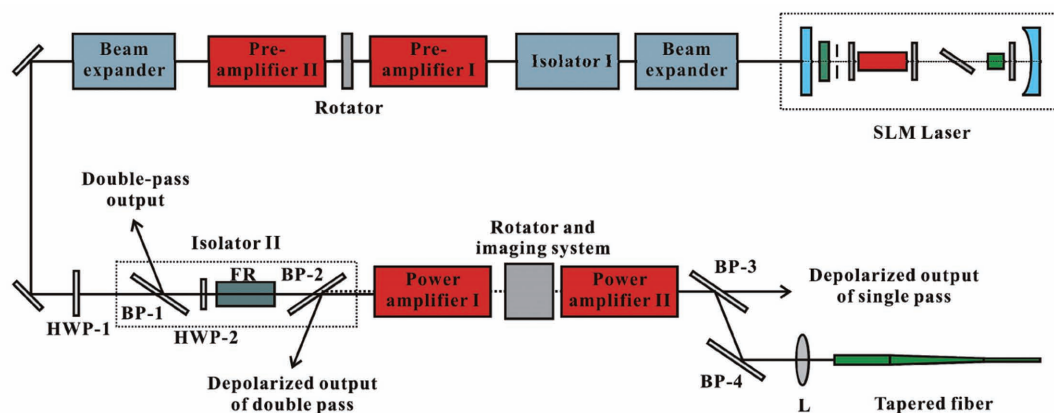 Beam
expander
Pre-
amplifier II
Pre-
amplifier I
Isolator I
Beam
expander
Rotator
SLM Laser
Double-pass
output
Isolator II
FR
BP-2
BP-1
HWP-1
HWP-2
Depolarized output
of double pass
Power
amplifier I
Rotator and
imaging system
Power
amplifier II
BP-3
Depolarized output
of single pass
BP-4
L
Tapered fiber